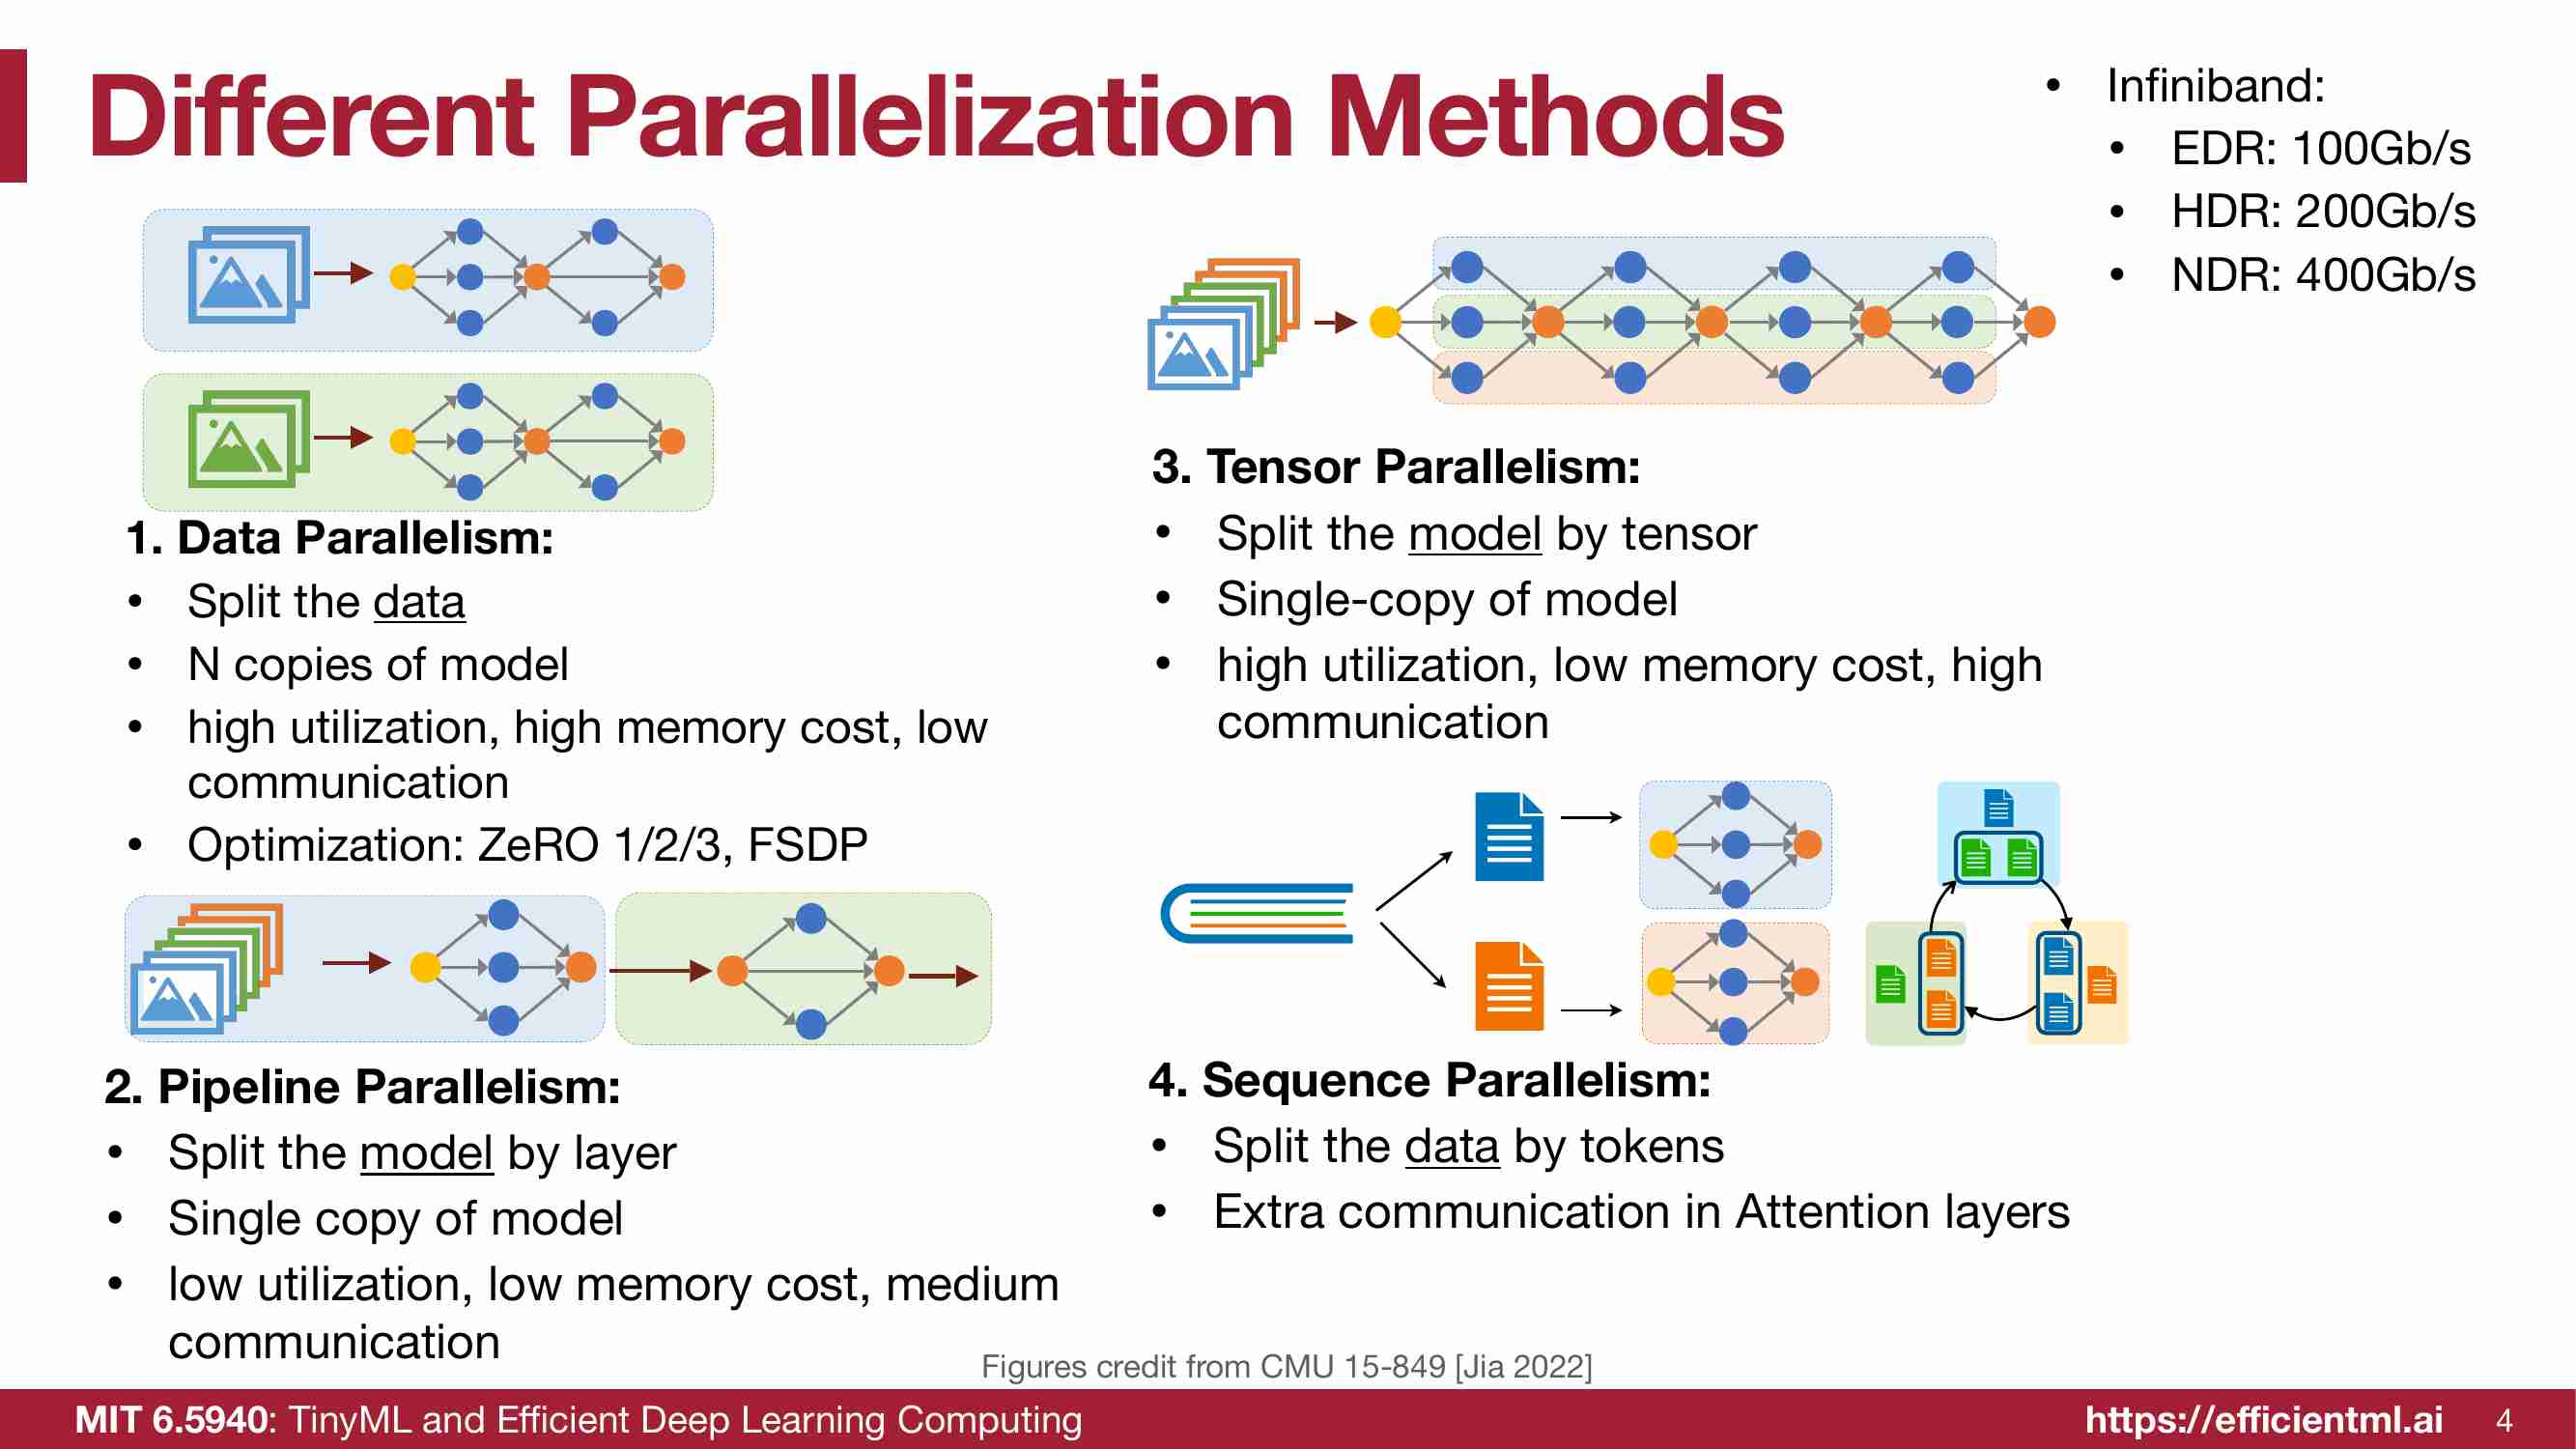 Different Parallelization Methods
• Infiniband:
• EDR: 100Gb/s
• HDR: 200Gb/s
• NDR: 400Gb/s
1. Data Parallelism:
• Split the data
• N copies of model
• high utilization, high memory cost, low
communication
• Optimization: ZeRO 1/2/3, FSDP
2. Pipeline Parallelism:
• Split the model by layer
• Single copy of model
• low utilization, low memory cost, medium
communication
3. Tensor Parallelism:
• Split the model by tensor
• Single-copy of model
• high utilization, low memory cost, high
communication
4. Sequence Parallelism:
• Split the data by tokens
• Extra communication in Attention layers
Figures credit from CMU 15-849 [Jia 2022]
MIT 6.5940: TinyML and Efficient Deep Learning Computing
https://efficientml.ai
4